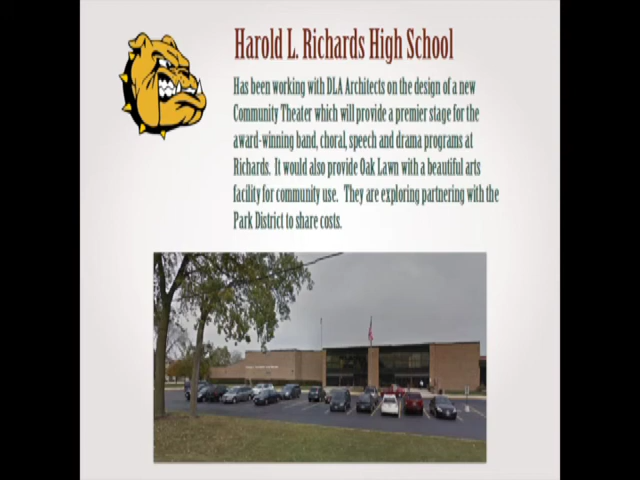 Harold L. Richards High School
Has been working with DLA Architects on the design of a new
Community Theater which will provide a premier stage for the
award-winning band, choral, speech and drama programs at
Richards. It would also provide Oak Lawn with a beautiful arts
facility for community use. They are exploring partnering with the
Park District to share costs.